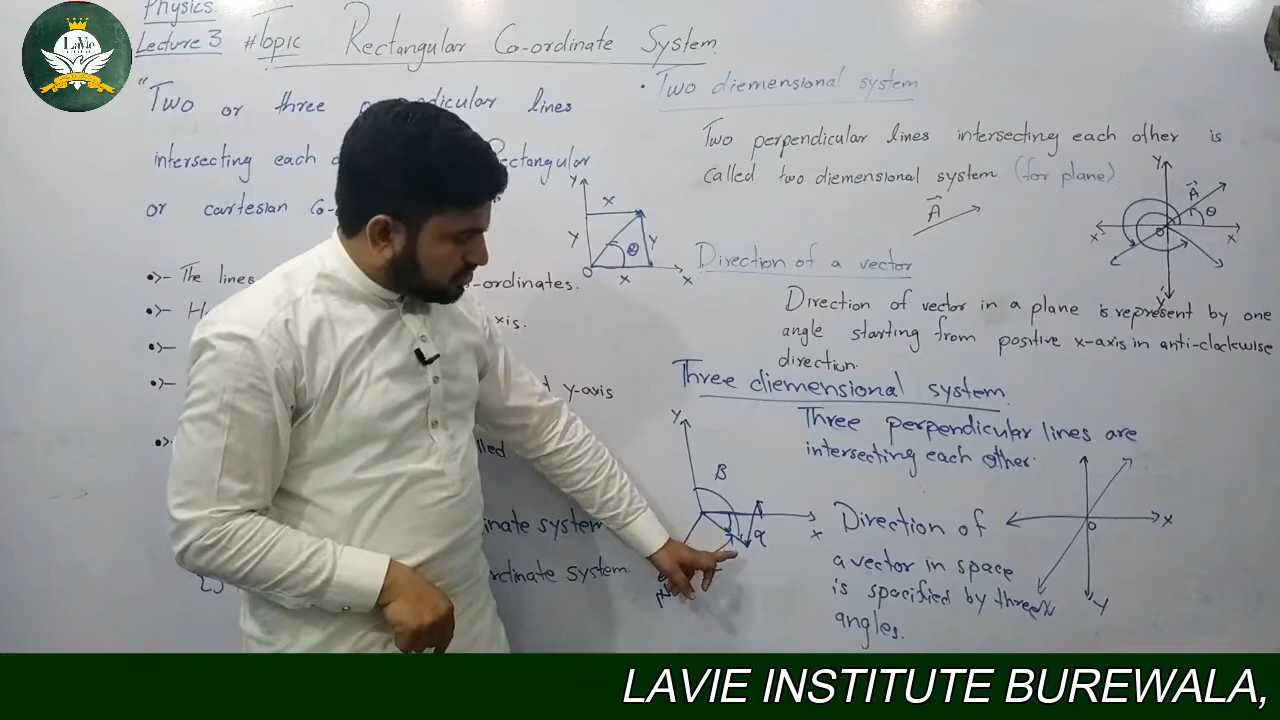 LaVie
Physics.
Lecture 3 #Topic Rectangular Co-ordinate System
"Two or three dicular lines
intersecting each Rectangular
or cartesian Co-
The lines -ordinates.
xis.
y-axis
lled
inate system.
rdinate system.
Y
X
Y
Y
θ
O
X
X
• Two diemensional system
Two perpendicular lines intersecting each other is
called two diemensional system (for plane).
A
Y
A
θ
X
O
X
Y
Direction of a vector
Direction of vector in a plane is represent by one
angle starting from positive x-axis in anti-clockwise
direction.
Three diemensional system.
Three perpendicular lines are
intersecting each other.
Y
B
X
α
Direction of
a vector in space
is specified by three
angles.
O
X
Y
LAVIE INSTITUTE BUREWALA,